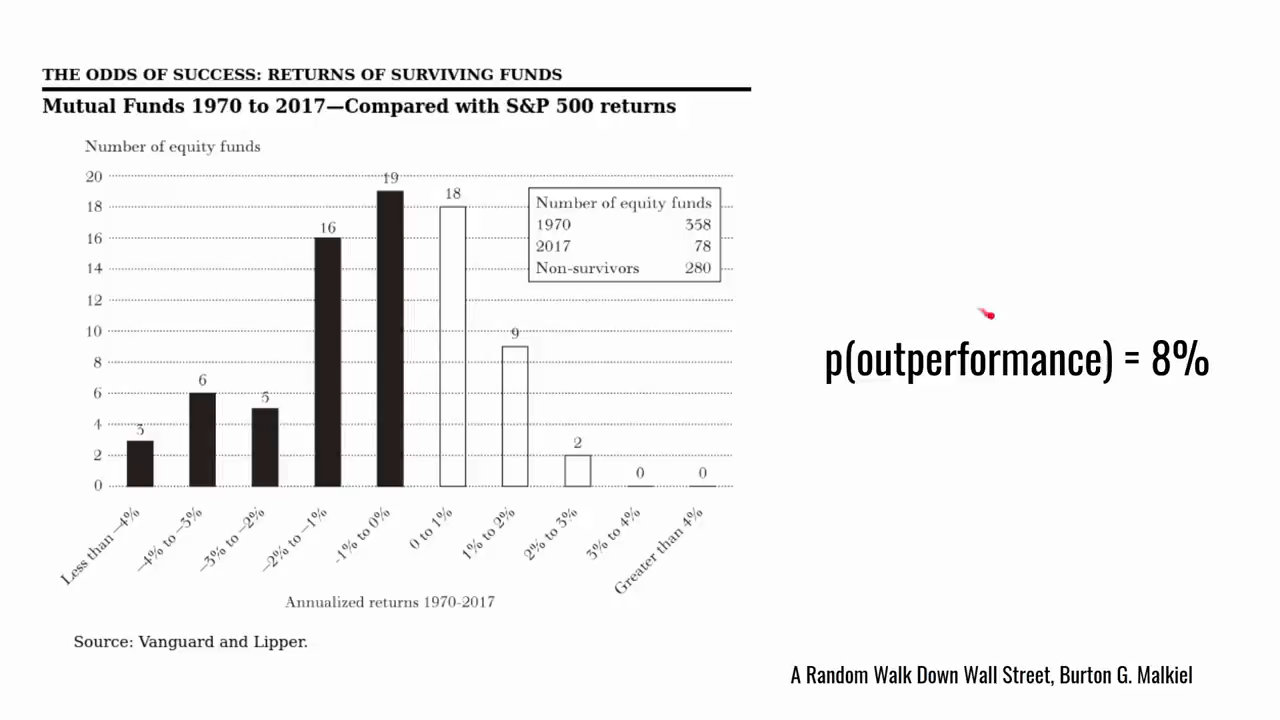 THE ODDS OF SUCCESS: RETURNS OF SURVIVING FUNDS
Mutual Funds 1970 to 2017—Compared with S&P 500 returns
Number of equity funds
20
18
16
14
12
10
8
6
4
2
0
3
6
5
16
19
18
9
2
0
0
Number of equity funds
1970 358
2017 78
Non-survivors 280
Less than –4%
–4% to –3%
–3% to –2%
–2% to –1%
-1% to 0%
0 to 1%
1% to 2%
2% to 3%
3% to 4%
Greater than 4%
Annualized returns 1970-2017
Source: Vanguard and Lipper.
p(outperformance) = 8%
A Random Walk Down Wall Street, Burton G. Malkiel